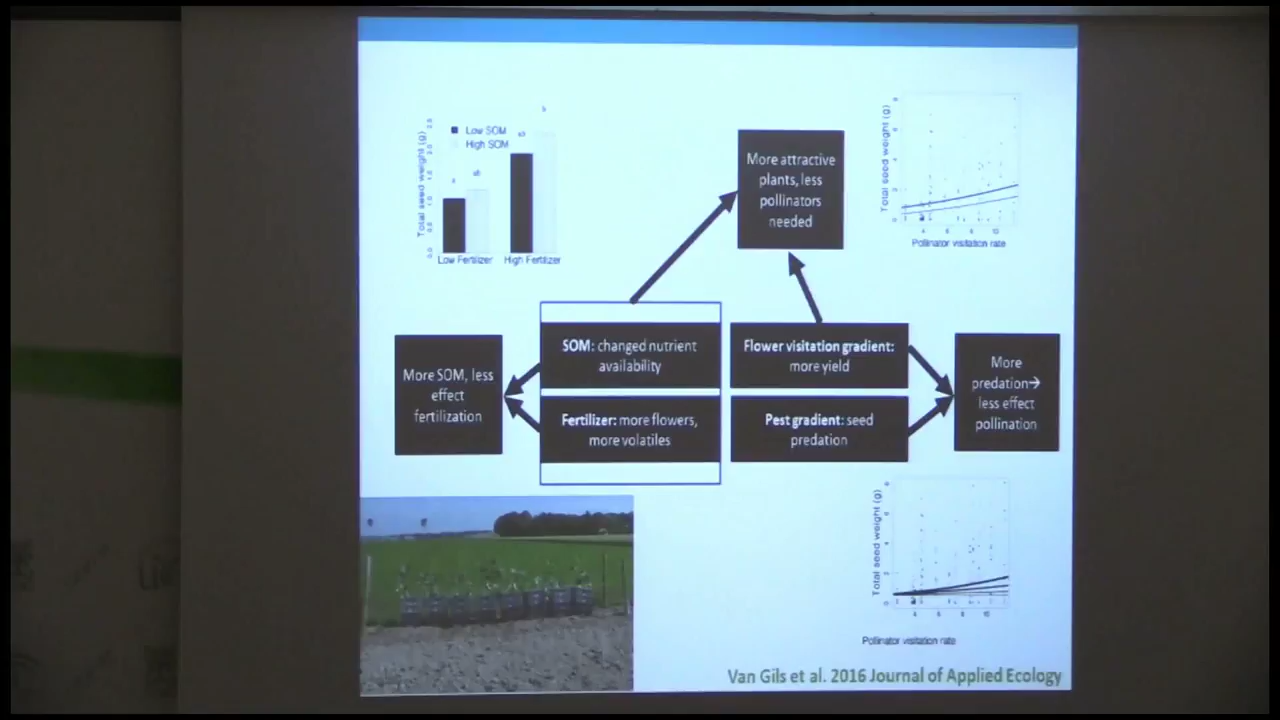 Low SOM
High SOM
Total seed weight (g)
Low Fertilizer
High Fertilizer
More attractive
plants, less
pollinators
needed
Total seed weight (g)
Pollinator visitation rate
More SOM, less
effect
fertilization
SOM: changed nutrient
availability
Fertilizer: more flowers,
more volatiles
Flower visitation gradient:
more yield
Pest gradient: seed
predation
More
predation→
less effect
pollination
Total seed weight (g)
Pollinator visitation rate
Van Gils et al. 2016 Journal of Applied Ecology